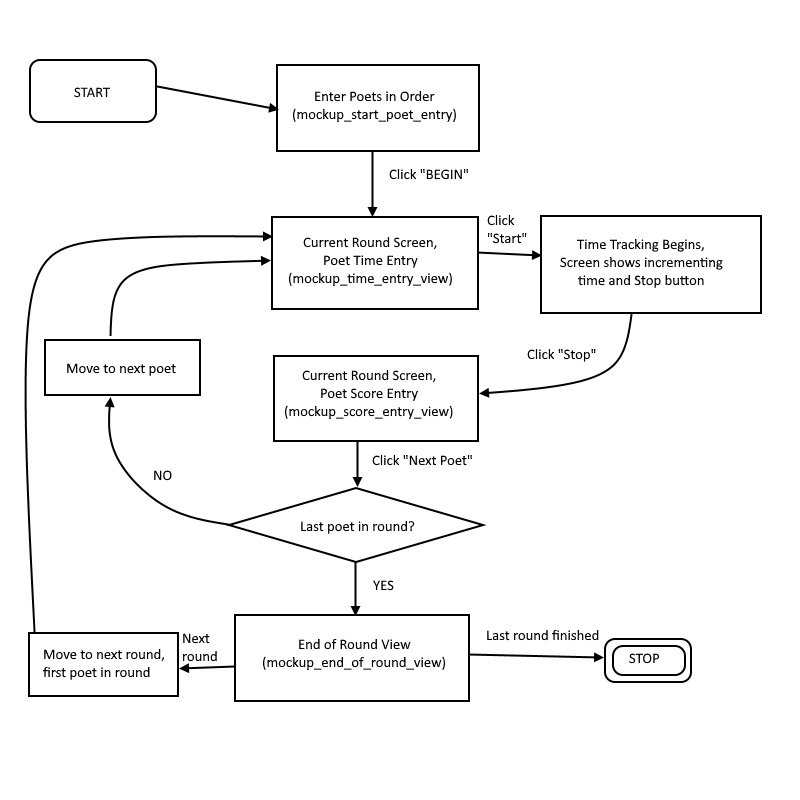 START
Enter Poets in Order
(mockup_start_poet_entry)
Click "BEGIN"
Current Round Screen,
Poet Time Entry
(mockup_time_entry_view)
Click
"Start"
Time Tracking Begins,
Screen shows incrementing
time and Stop button
Click "Stop"
Move to next poet
Current Round Screen,
Poet Score Entry
(mockup_score_entry_view)
Click "Next Poet"
NO
Last poet in round?
YES
End of Round View
(mockup_end_of_round_view)
Last round finished
STOP
Next
round
Move to next round,
first poet in round